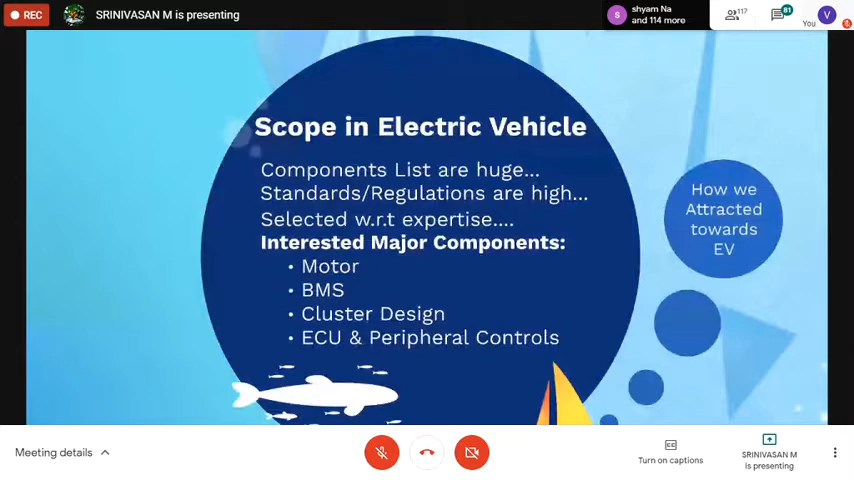 REC
SRINIVASAN M is presenting
S
shyam Na
and 114 more
117
81
You
V
Scope in Electric Vehicle
Components List are huge...
Standards/Regulations are high...
Selected w.r.t expertise....
Interested Major Components:
• Motor
• BMS
• Cluster Design
• ECU & Peripheral Controls
How we
Attracted
towards
EV
Meeting details
CC
Turn on captions
SRINIVASAN M
is presenting